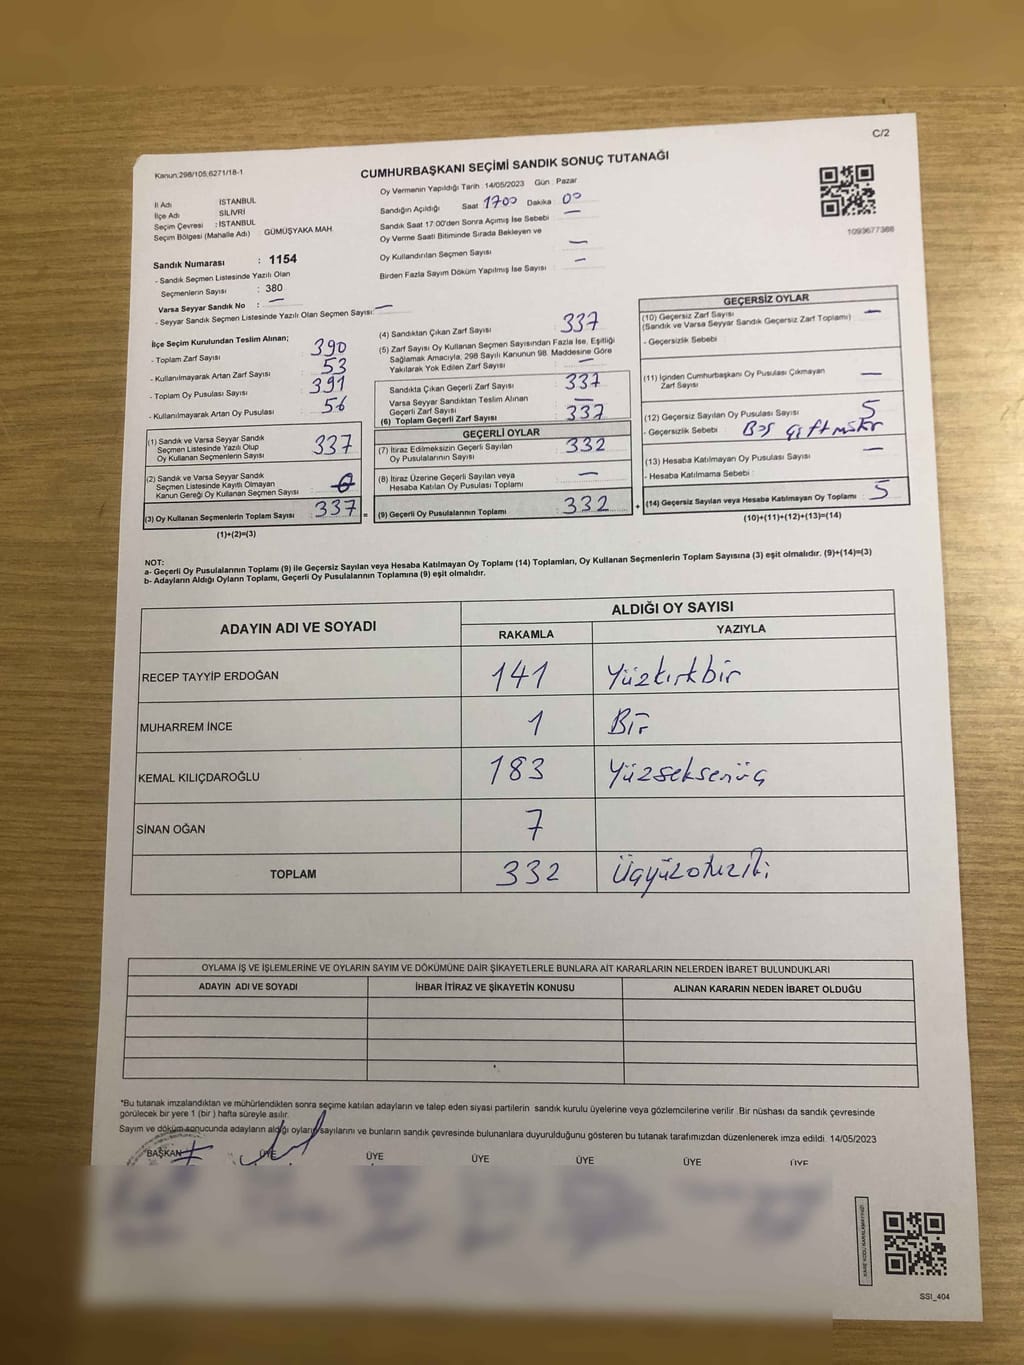 C/2
Kanun:298/105;6271/18-1
CUMHURBAŞKANI SEÇİMİ SANDIK SONUÇ TUTANAĞI
İl Adı İSTANBUL
İlçe Adı SİLİVRİ
Seçim Çevresi : İSTANBUL
Seçim Bölgesi (Mahalle Adı) GÜMÜŞYAKA MAH.
Sandık Numarası : 1154
- Sandık Seçmen Listesinde Yazılı Olan
Seçmenlerin Sayısı : 380
Varsa Seyyar Sandık No : —
- Seyyar Sandık Seçmen Listesinde Yazılı Olan Seçmen Sayısı: —
Oy Vermenin Yapıldığı Tarih : 14/05/2023 Gün : Pazar
Sandığın Açıldığı Saat 1700 Dakika 00
Sandık Saat 17:00'den Sonra Açımış İse Sebebi —
Oy Verme Saati Bitiminde Sırada Bekleyen ve
Oy Kullandırılan Seçmen Sayısı —
Birden Fazla Sayım Döküm Yapılmış İse Sayısı : —
1093677368
İlçe Seçim Kurulundan Teslim Alınan;
- Toplam Zarf Sayısı 390
- Kullanılmayarak Artan Zarf Sayısı 53
- Toplam Oy Pusulası Sayısı 391
- Kullanılmayarak Artan Oy Pusulası 56
(1) Sandık ve Varsa Seyyar Sandık
Seçmen Listesinde Yazılı Olup
Oy Kullanan Seçmenlerin Sayısı 337
(2) Sandık ve Varsa Seyyar Sandık
Seçmen Listesinde Kayıtlı Olmayan
Kanun Gereği Oy Kullanan Seçmen Sayısı 0
(3) Oy Kullanan Seçmenlerin Toplam Sayısı 337 =
(1)+(2)=(3)
(4) Sandıktan Çıkan Zarf Sayısı 337
(5) Zarf Sayısı Oy Kullanan Seçmen Sayısından Fazla İse, Eşitliği
Sağlamak Amacıyla, 298 Sayılı Kanunun 98. Maddesine Göre
Yakılarak Yok Edilen Zarf Sayısı : —
Sandıkta Çıkan Geçerli Zarf Sayısı : 337
Varsa Seyyar Sandıktan Teslim Alınan
Geçerli Zarf Sayısı —
(6) Toplam Geçerli Zarf Sayısı : 337
GEÇERLİ OYLAR
(7) İtiraz Edilmeksizin Geçerli Sayılan
Oy Pusulalarının Sayısı : 332
(8) İtiraz Üzerine Geçerli Sayılan veya
Hesaba Katılan Oy Pusulası Toplamı —
(9) Geçerli Oy Pusulalarının Toplamı : 332 +
GEÇERSİZ OYLAR
(10) Geçersiz Zarf Sayısı
(Sandık ve Varsa Seyyar Sandık Geçersiz Zarf Toplamı) —
- Geçersizlik Sebebi
(11) İçinden Cumhurbaşkanı Oy Pusulası Çıkmayan
Zarf Sayısı —
(12) Geçersiz Sayılan Oy Pusulası Sayısı 5
- Geçersizlik Sebebi
(13) Hesaba Katılmayan Oy Pusulası Sayısı —
- Hesaba Katılmama Sebebi :
(14) Geçersiz Sayılan veya Hesaba Katılmayan Oy Toplamı : 5
(10)+(11)+(12)+(13)=(14)
NOT:
a- Geçerli Oy Pusulalarının Toplamı (9) ile Geçersiz Sayılan veya Hesaba Katılmayan Oy Toplamı (14) Toplamları, Oy Kullanan Seçmenlerin Toplam Sayısına (3) eşit olmalıdır. (9)+(14)=(3)
b- Adayların Aldığı Oyların Toplamı, Geçerli Oy Pusulalarının Toplamına (9) eşit olmalıdır.
ADAYIN ADI VE SOYADI ALDIĞI OY SAYISI
RAKAMLA YAZIYLA
RECEP TAYYİP ERDOĞAN 141 Yüzkırkbir
MUHARREM İNCE 1 Bir
KEMAL KILIÇDAROĞLU 183 Yüzseksenüç
SİNAN OĞAN 7
TOPLAM 332 Üçyüzotuziki
OYLAMA İŞ VE İŞLEMLERİNE VE OYLARIN SAYIM VE DÖKÜMÜNE DAİR ŞİKAYETLERLE BUNLARA AİT KARARLARIN NELERDEN İBARET BULUNDUKLARI
ADAYIN ADI VE SOYADI İHBAR İTİRAZ VE ŞİKAYETİN KONUSU ALINAN KARARIN NEDEN İBARET OLDUĞU
*Bu tutanak imzalandıktan ve mühürlendikten sonra seçime katılan adayların ve talep eden siyasi partilerin sandık kurulu üyelerine veya gözlemcilerine verilir. Bir nüshası da sandık çevresinde
görülecek bir yere 1 (bir ) hafta süreyle asılır.
Sayım ve döküm sonucunda adayların aldığı oyların sayılarını ve bunların sandık çevresinde bulunanlara duyurulduğunu gösteren bu tutanak tarafımızdan düzenlenerek imza edildi. 14/05/2023
BAŞKAN ÜYE ÜYE ÜYE ÜYE ÜYE ÜYE
SSI_404